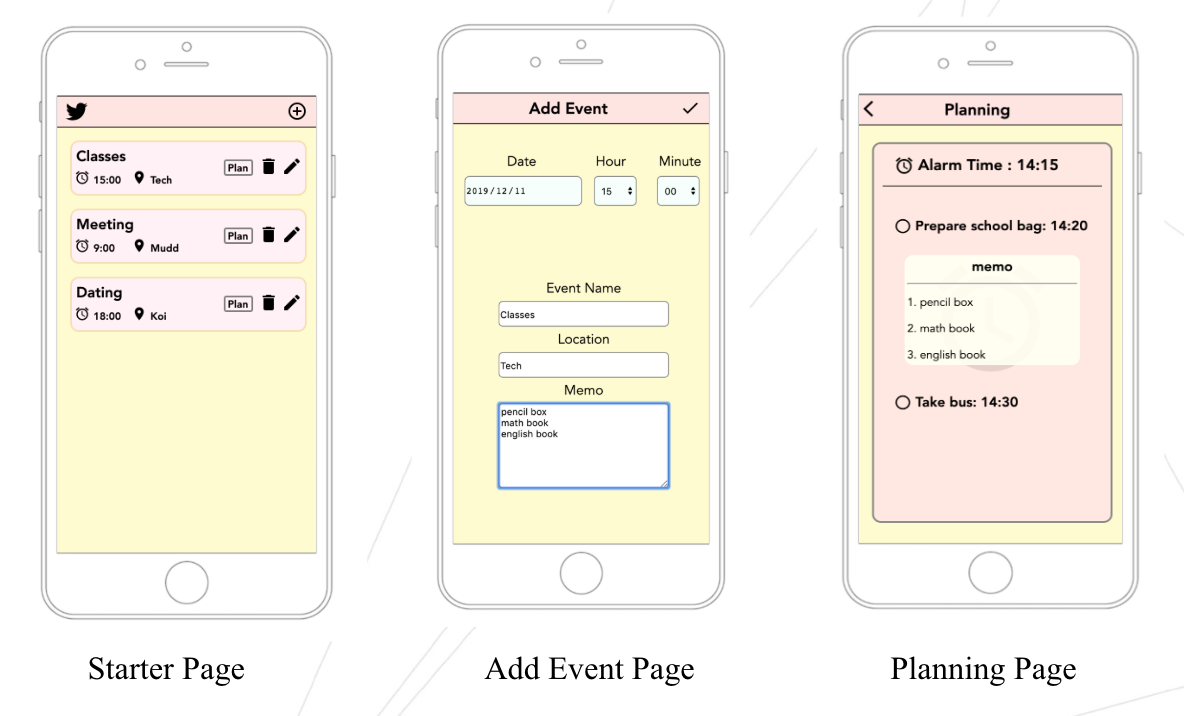 Classes
15:00 Tech
Plan
Meeting
9:00 Mudd
Plan
Dating
18:00 Koi
Plan
Starter Page
Add Event
Date Hour Minute
2019/12/11 15 00
Event Name
Classes
Location
Tech
Memo
pencil box
math book
english book
Add Event Page
Planning
Alarm Time : 14:15
Prepare school bag: 14:20
memo
1. pencil box
2. math book
3. english book
Take bus: 14:30
Planning Page